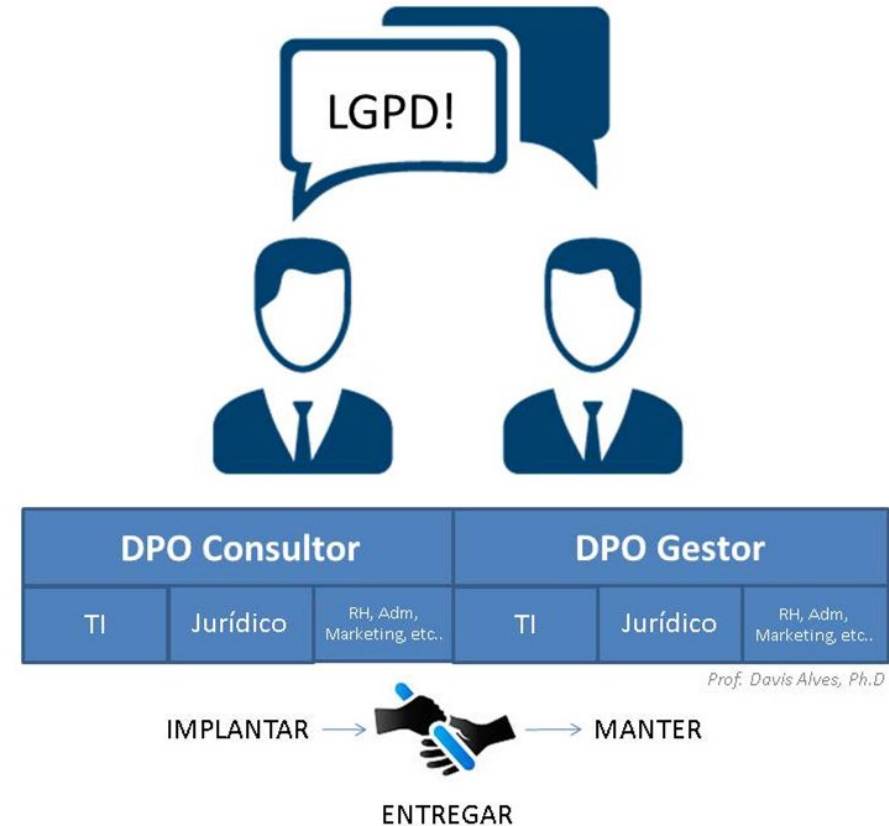 LGPD!
DPO Consultor
DPO Gestor
TI
Jurídico
RH, Adm,
Marketing, etc..
TI
Jurídico
RH, Adm,
Marketing, etc..
Prof. Davis Alves, Ph.D
IMPLANTAR
MANTER
ENTREGAR